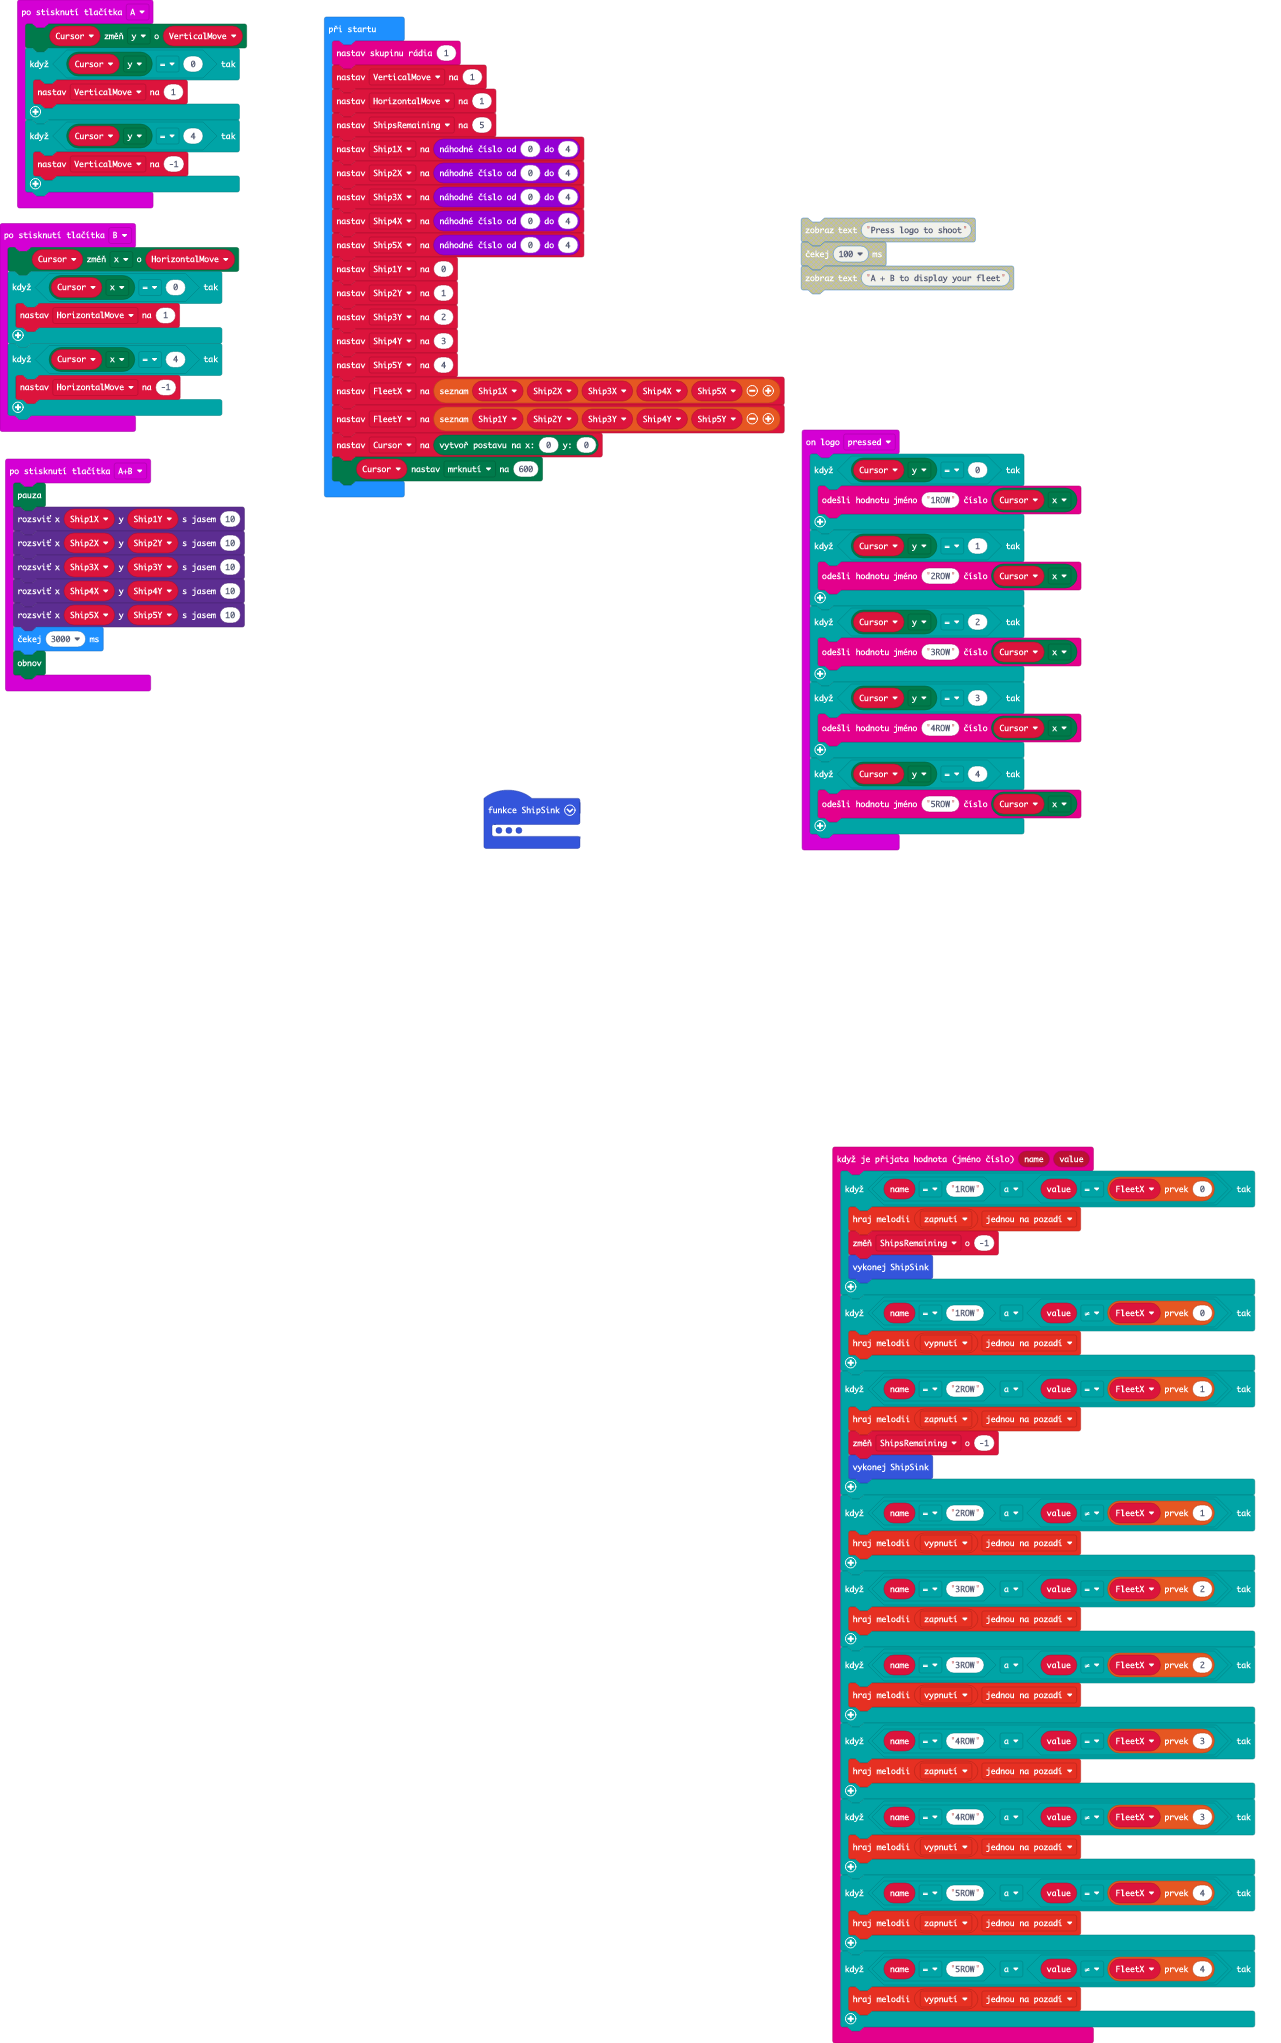 po stisknutí tlačítka A
Cursor změň y o VerticalMove
když Cursor y = 0 tak
nastav VerticalMove na 1
když Cursor y = 4 tak
nastav VerticalMove na -1
po stisknutí tlačítka B
Cursor změň x o HorizontalMove
když Cursor x = 0 tak
nastav HorizontalMove na 1
když Cursor x = 4 tak
nastav HorizontalMove na -1
po stisknutí tlačítka A+B
pauza
rozsviť x Ship1X y Ship1Y s jasem 10
rozsviť x Ship2X y Ship2Y s jasem 10
rozsviť x Ship3X y Ship3Y s jasem 10
rozsviť x Ship4X y Ship4Y s jasem 10
rozsviť x Ship5X y Ship5Y s jasem 10
čekej 3000 ms
obnov
při startu
nastav skupinu rádia 1
nastav VerticalMove na 1
nastav HorizontalMove na 1
nastav ShipsRemaining na 5
nastav Ship1X na náhodné číslo od 0 do 4
nastav Ship2X na náhodné číslo od 0 do 4
nastav Ship3X na náhodné číslo od 0 do 4
nastav Ship4X na náhodné číslo od 0 do 4
nastav Ship5X na náhodné číslo od 0 do 4
nastav Ship1Y na 0
nastav Ship2Y na 1
nastav Ship3Y na 2
nastav Ship4Y na 3
nastav Ship5Y na 4
nastav FleetX na seznam Ship1X Ship2X Ship3X Ship4X Ship5X
nastav FleetY na seznam Ship1Y Ship2Y Ship3Y Ship4Y Ship5Y
nastav Cursor na vytvoř postavu na x: 0 y: 0
Cursor nastav mrknutí na 600
funkce ShipSink
zobraz text "Press logo to shoot"
čekej 100 ms
zobraz text "A + B to display your fleet"
on logo pressed
když Cursor y = 0 tak
odešli hodnotu jméno "1ROW" číslo Cursor x
když Cursor y = 1 tak
odešli hodnotu jméno "2ROW" číslo Cursor x
když Cursor y = 2 tak
odešli hodnotu jméno "3ROW" číslo Cursor x
když Cursor y = 3 tak
odešli hodnotu jméno "4ROW" číslo Cursor x
když Cursor y = 4 tak
odešli hodnotu jméno "5ROW" číslo Cursor x
když je přijata hodnota (jméno číslo) name value
když name = "1ROW" a value = FleetX prvek 0 tak
hraj melodii zapnutí jednou na pozadí
změň ShipsRemaining o -1
vykonej ShipSink
když name = "1ROW" a value ≠ FleetX prvek 0 tak
hraj melodii vypnutí jednou na pozadí
když name = "2ROW" a value = FleetX prvek 1 tak
hraj melodii zapnutí jednou na pozadí
změň ShipsRemaining o -1
vykonej ShipSink
když name = "2ROW" a value ≠ FleetX prvek 1 tak
hraj melodii vypnutí jednou na pozadí
když name = "3ROW" a value = FleetX prvek 2 tak
hraj melodii zapnutí jednou na pozadí
když name = "3ROW" a value ≠ FleetX prvek 2 tak
hraj melodii vypnutí jednou na pozadí
když name = "4ROW" a value = FleetX prvek 3 tak
hraj melodii zapnutí jednou na pozadí
když name = "4ROW" a value ≠ FleetX prvek 3 tak
hraj melodii vypnutí jednou na pozadí
když name = "5ROW" a value = FleetX prvek 4 tak
hraj melodii zapnutí jednou na pozadí
když name = "5ROW" a value ≠ FleetX prvek 4 tak
hraj melodii vypnutí jednou na pozadí